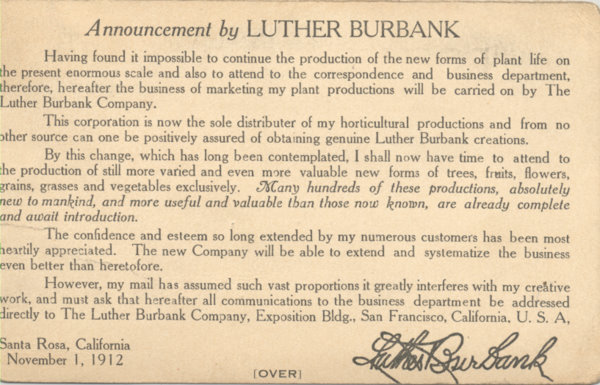 Announcement by LUTHER BURBANK
Having found it impossible to continue the production of the new forms of plant life on
the present enormous scale and also to attend to the correspondence and business department,
therefore, hereafter the business of marketing my plant productions will be carried on by The
Luther Burbank Company.
This corporation is now the sole distributer of my horticultural productions and from no
other source can one be positively assured of obtaining genuine Luther Burbank creations.
By this change, which has long been contemplated, I shall now have time to attend to
the production of still more varied and even more valuable new forms of trees, fruits, flowers,
grains, grasses and vegetables exclusively. Many hundreds of these productions, absolutely
new to mankind, and more useful and valuable than those now known, are already complete
and await introduction.
The confidence and esteem so long extended by my numerous customers has been most
heartily appreciated. The new Company will be able to extend and systematize the business
even better than heretofore.
However, my mail has assumed such vast proportions it greatly interferes with my creative
work, and must ask that hereafter all communications to the business department be addressed
directly to The Luther Burbank Company, Exposition Bldg., San Francisco, California, U. S. A,
Santa Rosa, California
November 1, 1912
Luther Burbank
[OVER]